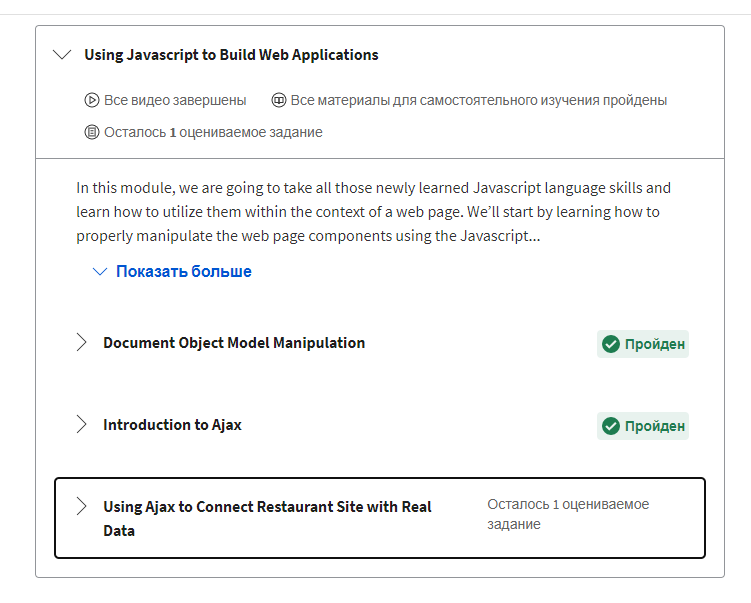 Using Javascript to Build Web Applications
Все видео завершены Все материалы для самостоятельного изучения пройдены
Осталось 1 оцениваемое задание
In this module, we are going to take all those newly learned Javascript language skills and
learn how to utilize them within the context of a web page. We’ll start by learning how to
properly manipulate the web page components using the Javascript...
Показать больше
Document Object Model Manipulation Пройден
Introduction to Ajax Пройден
Using Ajax to Connect Restaurant Site with Real
Data
Осталось 1 оцениваемое
задание